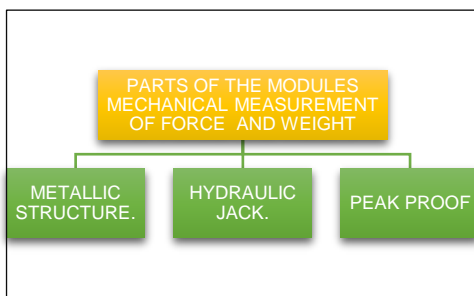 PARTS OF THE MODULES
MECHANICAL MEASUREMENT
OF FORCE AND WEIGHT
METALLIC
STRUCTURE.
HYDRAULIC
JACK.
PEAK PROOF